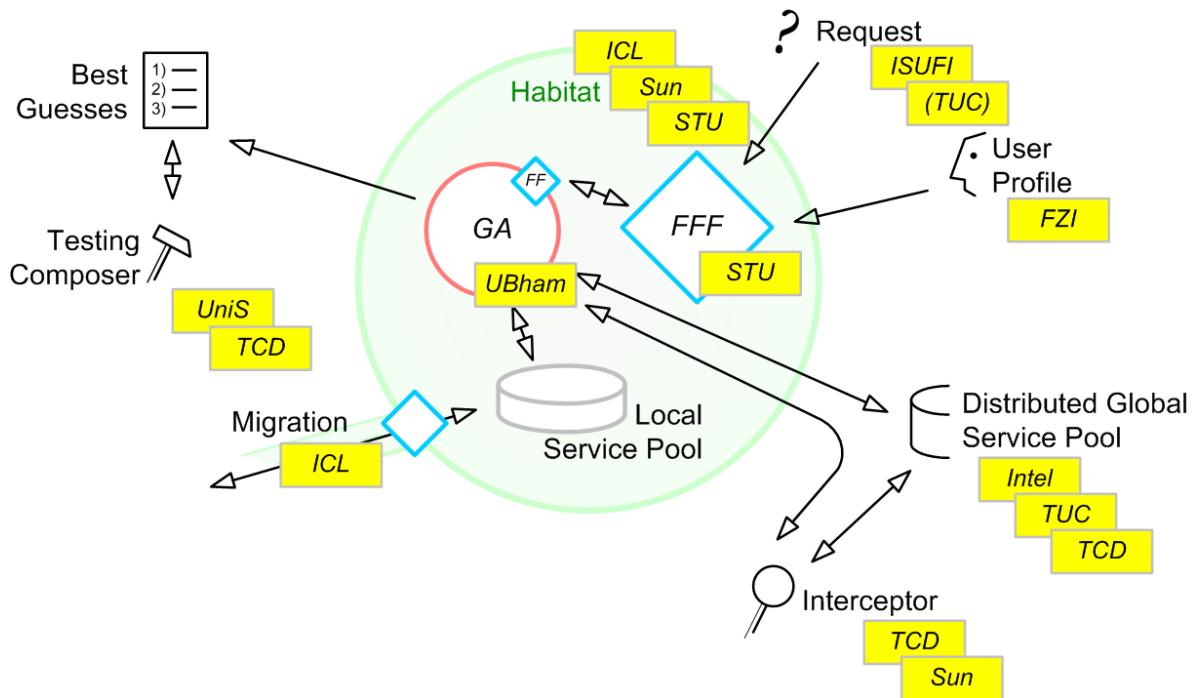 Best
Guesses
1)
2)
3)
Habitat
ICL
Sun
STU
? Request
ISUFI
(TUC)
User
Profile
FZI
GA
FF
FFF
STU
UBham
Testing
Composer
UniS
TCD
Migration
ICL
Local
Service Pool
Distributed Global
Service Pool
Intel
TUC
TCD
Interceptor
TCD
Sun